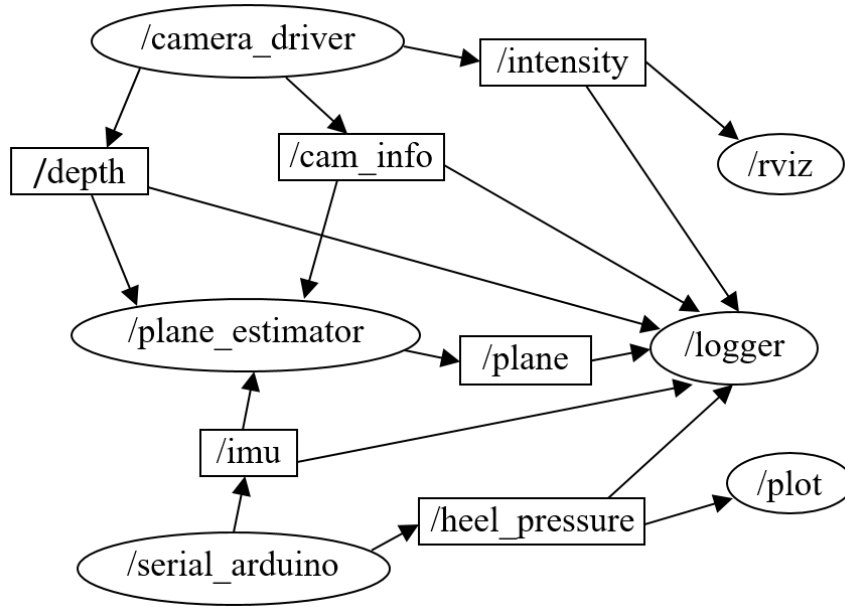 /camera_driver
/intensity
/depth
/cam_info
/rviz
/plane_estimator
/plane
/logger
/imu
/plot
/heel_pressure
/serial_arduino